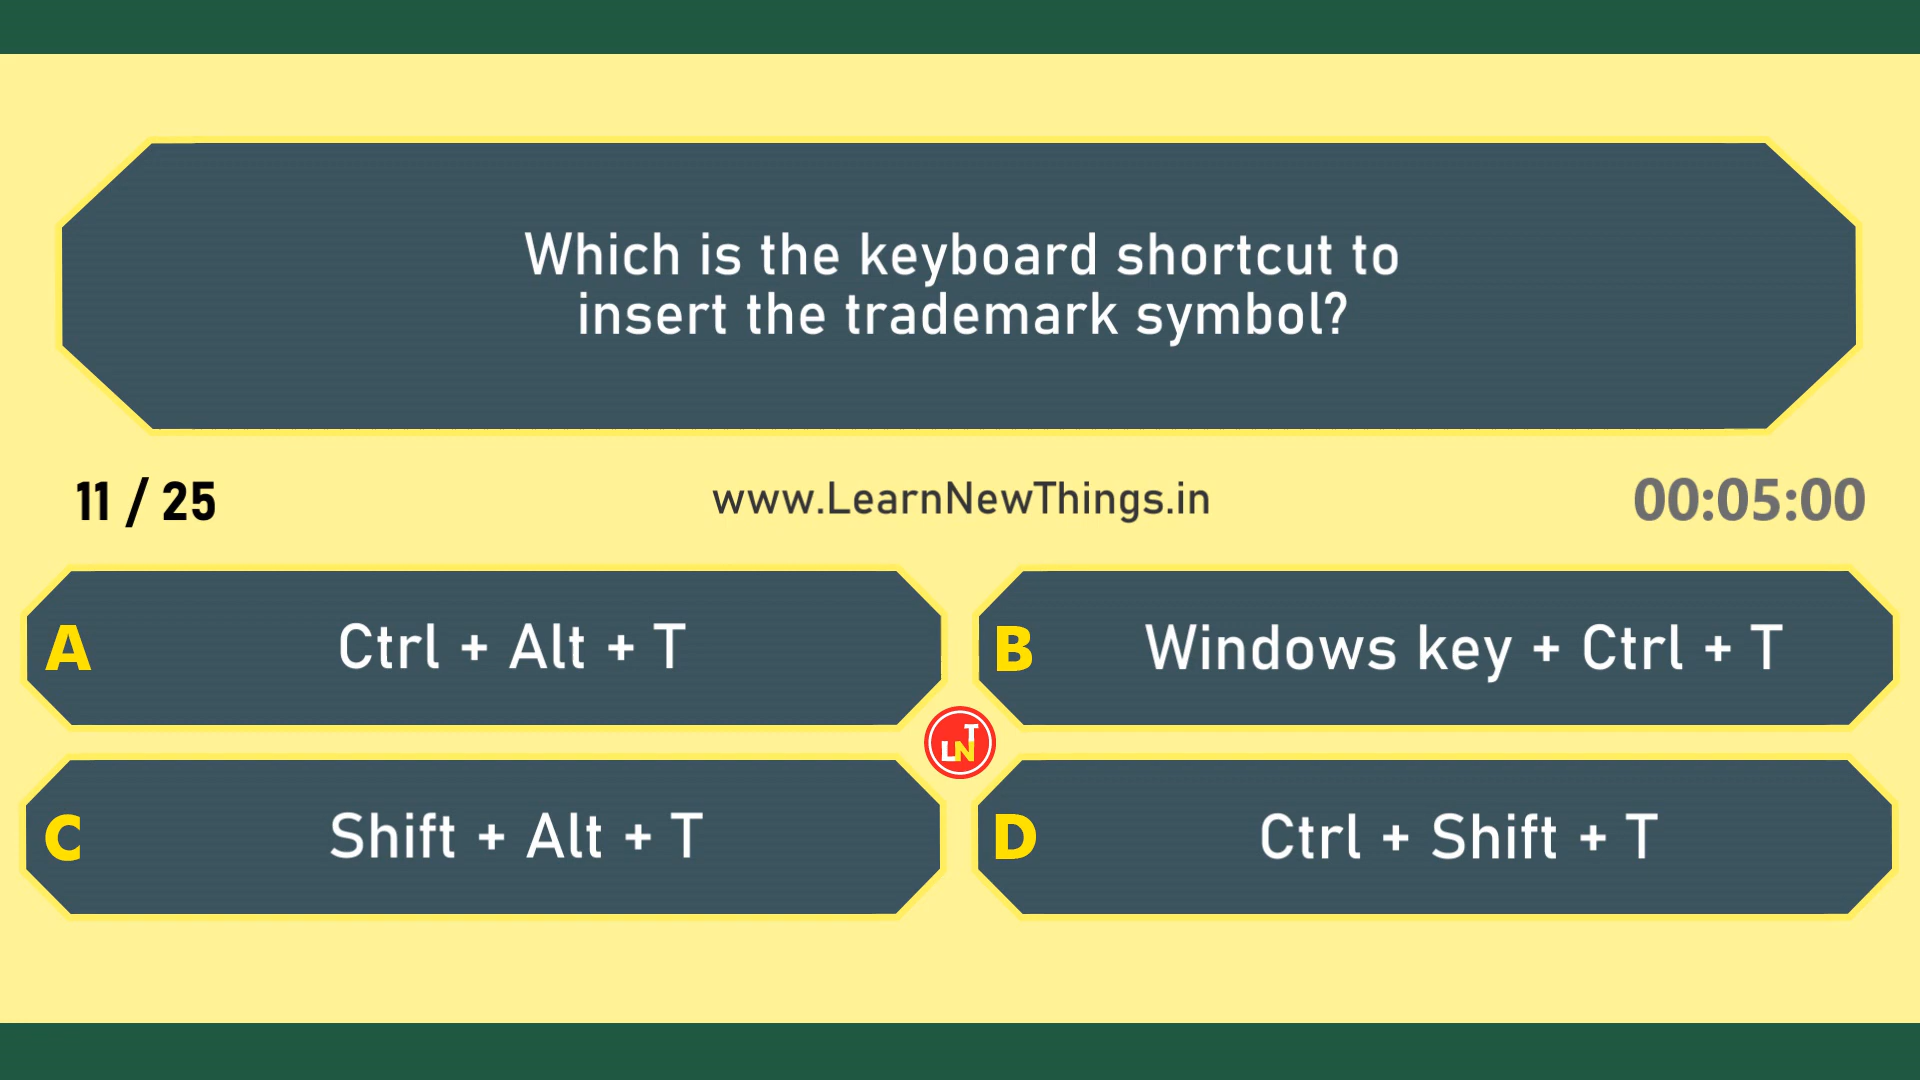 Which is the keyboard shortcut to
insert the trademark symbol?
11 / 25
www.LearnNewThings.in
00:05:00
A Ctrl + Alt + T
B Windows key + Ctrl + T
LNT
C Shift + Alt + T
D Ctrl + Shift + T